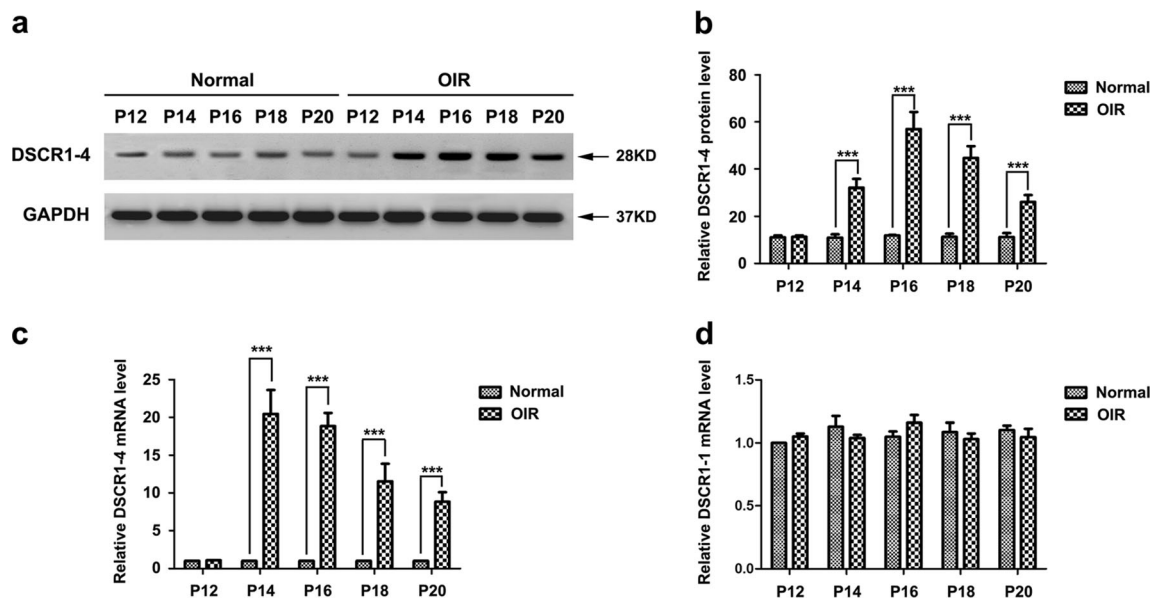 a
Normal OIR
P12 P14 P16 P18 P20 P12 P14 P16 P18 P20
DSCR1-4 28KD
GAPDH 37KD
b
Relative DSCR1-4 protein level
80
60
40
20
0
*** *** *** ***
P12 P14 P16 P18 P20
Normal
OIR
c
Relative DSCR1-4 mRNA level
25
20
15
10
5
0
*** *** *** ***
P12 P14 P16 P18 P20
Normal
OIR
d
Relative DSCR1-1 mRNA level
1.5
1.0
0.5
0.0
P12 P14 P16 P18 P20
Normal
OIR